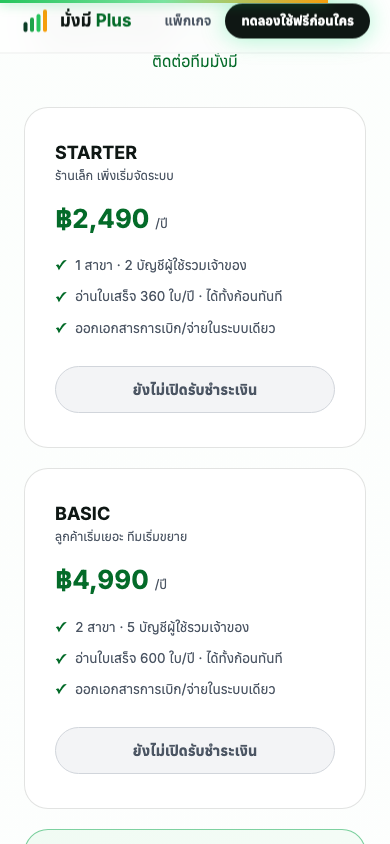 มั่งมี Plus
แพ็กเกจ
ทดลองใช้ฟรีก่อนใคร
ติดต่อทีมมั่งมี
STARTER
ร้านเล็ก เพิ่งเริ่มจัดระบบ
฿2,490 /ปี
✓ 1 สาขา · 2 บัญชีผู้ใช้รวมเจ้าของ
✓ อ่านใบเสร็จ 360 ใบ/ปี · ได้ทั้งก้อนทันที
✓ ออกเอกสารการเบิก/จ่ายในระบบเดียว
ยังไม่เปิดรับชำระเงิน
BASIC
ลูกค้าเริ่มเยอะ ทีมเริ่มขยาย
฿4,990 /ปี
✓ 2 สาขา · 5 บัญชีผู้ใช้รวมเจ้าของ
✓ อ่านใบเสร็จ 600 ใบ/ปี · ได้ทั้งก้อนทันที
✓ ออกเอกสารการเบิก/จ่ายในระบบเดียว
ยังไม่เปิดรับชำระเงิน